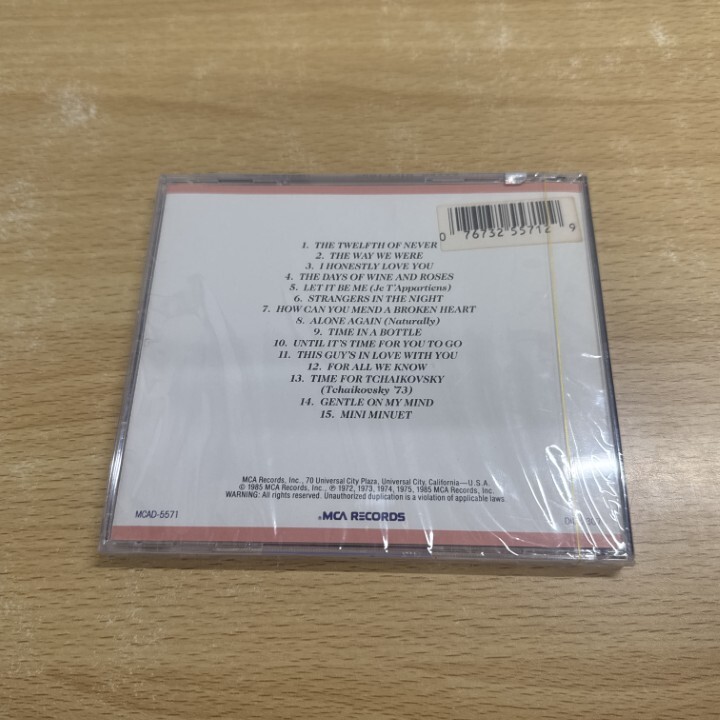 0 76732 55712 9
1. THE TWELFTH OF NEVER
2. THE WAY WE WERE
3. I HONESTLY LOVE YOU
4. THE DAYS OF WINE AND ROSES
5. LET IT BE ME (Je T'Appartiens)
6. STRANGERS IN THE NIGHT
7. HOW CAN YOU MEND A BROKEN HEART
8. ALONE AGAIN (Naturally)
9. TIME IN A BOTTLE
10. UNTIL IT'S TIME FOR YOU TO GO
11. THIS GUY'S IN LOVE WITH YOU
12. FOR ALL WE KNOW
13. TIME FOR TCHAIKOVSKY
(Tchaikovsky '73)
14. GENTLE ON MY MIND
15. MINI MINUET
MCA Records, Inc., 70 Universal City Plaza, Universal City, California—U.S.A.
© 1985 MCA Records, Inc., ℗ 1972, 1973, 1974, 1975, 1985 MCA Records, Inc.
WARNING: All rights reserved. Unauthorized duplication is a violation of applicable laws.
MCAD-5571
MCA RECORDS